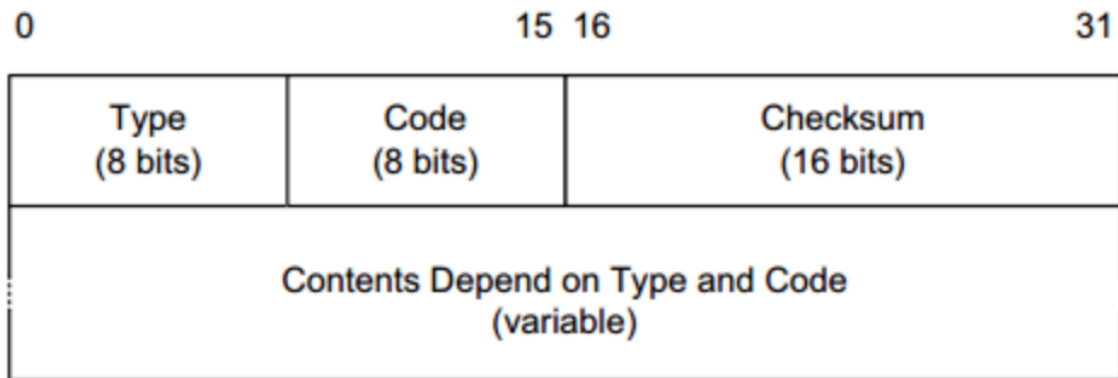 0 15 16 31
Type Code Checksum
(8 bits) (8 bits) (16 bits)
Contents Depend on Type and Code
(variable)